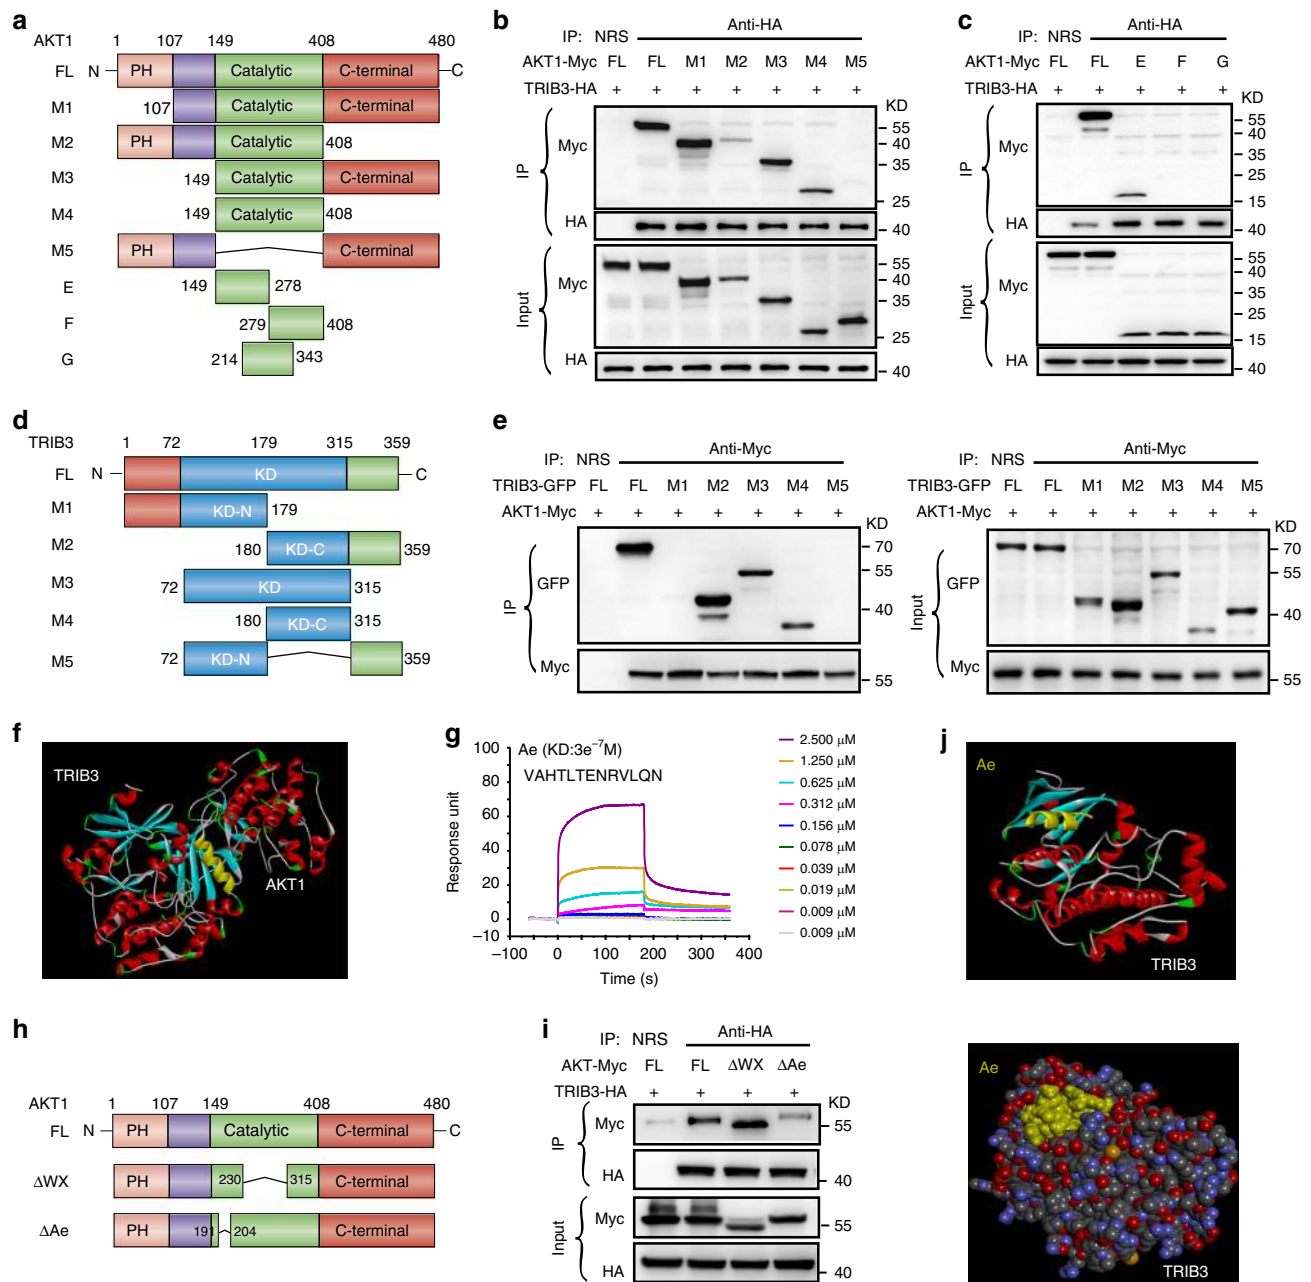 a
AKT1 1 107 149 408 480
FL N PH Catalytic C-terminal C
M1 107 Catalytic C-terminal
M2 PH Catalytic 408
M3 149 Catalytic C-terminal
M4 149 Catalytic 408
M5 PH C-terminal
E 149 278
F 279 408
G 214 343
b
Anti-HA
IP: NRS
AKT1-Myc FL FL M1 M2 M3 M4 M5
TRIB3-HA + + + + + + +
KD
IP
Myc
55
40
35
25
HA
40
Input
Myc
55
40
35
25
HA
40
c
Anti-HA
IP: NRS
AKT1-Myc FL FL E F G
TRIB3-HA + + + + +
KD
IP
Myc
55
40
35
25
15
HA
40
Input
Myc
55
40
35
25
15
HA
40
d
TRIB3 1 72 179 315 359
FL N KD C
M1 KD-N 179
M2 180 KD-C 359
M3 72 KD 315
M4 180 KD-C 315
M5 72 KD-N 359
e
IP: NRS Anti-Myc
TRIB3-GFP FL FL M1 M2 M3 M4 M5
AKT1-Myc + + + + + + +
KD
IP
GFP
70
55
40
Myc
55
IP: NRS Anti-Myc
TRIB3-GFP FL FL M1 M2 M3 M4 M5
AKT1-Myc + + + + + + +
KD
Input
GFP
70
55
40
Myc
55
f
TRIB3
AKT1
g
Ae (KD:3e⁻⁷M)
VAHTLTENRVLQN
Response unit
100
80
60
40
20
0
−10
−100 0 100 200 300 400
Time (s)
2.500 μM
1.250 μM
0.625 μM
0.312 μM
0.156 μM
0.078 μM
0.039 μM
0.019 μM
0.009 μM
0.009 μM
j
Ae
TRIB3
Ae
TRIB3
h
AKT1 1 107 149 408 480
FL N PH Catalytic C-terminal C
ΔWX PH 230 315 C-terminal
ΔAe PH 191 204 C-terminal
i
IP: NRS Anti-HA
AKT-Myc FL FL ΔWX ΔAe
TRIB3-HA + + + +
KD
IP
Myc
55
HA
40
Input
Myc
55
HA
40